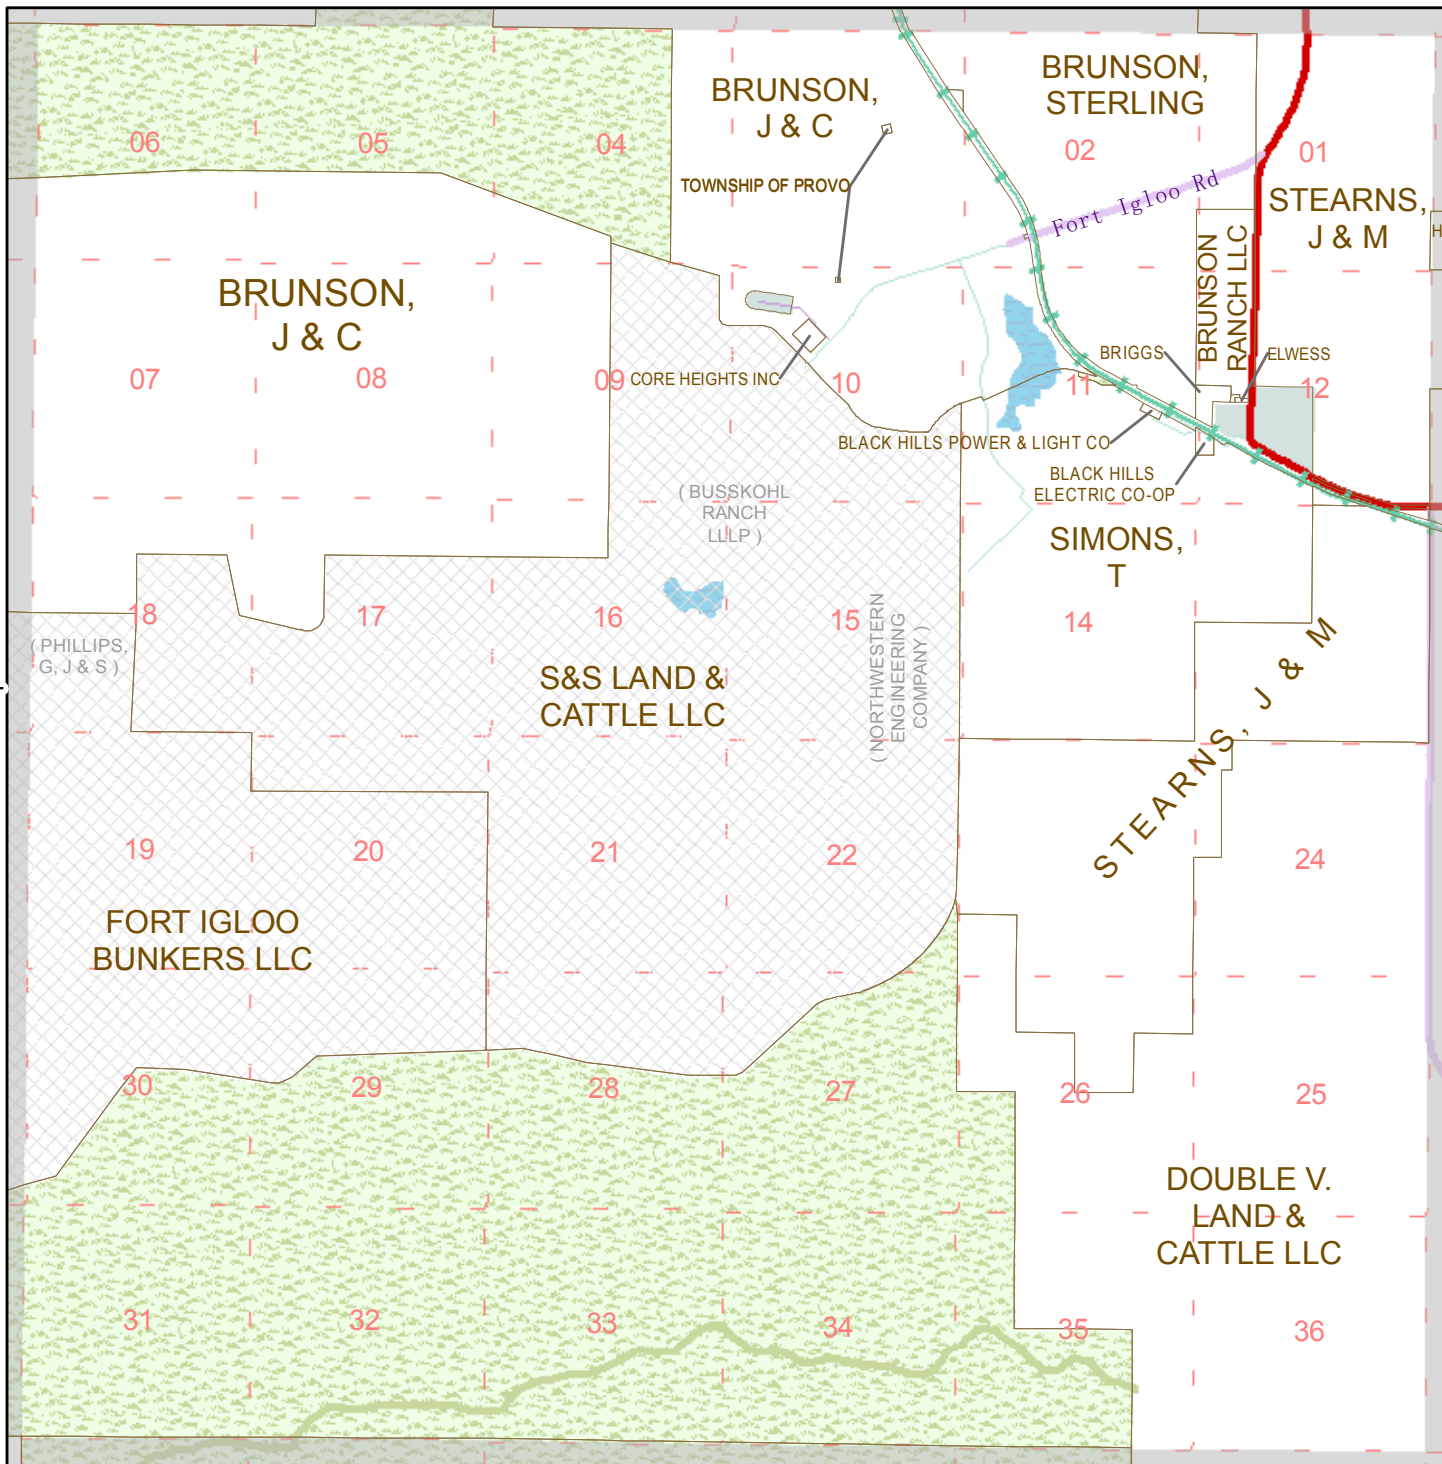 BRUNSON,
STERLING
BRUNSON,
J & C
06
05
04
02
01
TOWNSHIP OF PROVO
Fort Igloo Rd
STEARNS,
J & M
H
BRUNSON
RANCH LLC
BRUNSON,
J & C
BRIGGS
ELWESS
07
08
09
CORE HEIGHTS INC
10
11
12
BLACK HILLS POWER & LIGHT CO
BLACK HILLS
ELECTRIC CO-OP
( BUSSKOHL
RANCH
LLLP )
SIMONS,
T
18
17
16
15
14
( PHILLIPS,
G, J & S )
(NORTHWESTERN
ENGINEERING
COMPANY )
S&S LAND &
CATTLE LLC
STEARNS, J & M
19
20
21
22
24
FORT IGLOO
BUNKERS LLC
30
29
28
27
26
25
DOUBLE V.
LAND &
CATTLE LLC
31
32
33
34
35
36